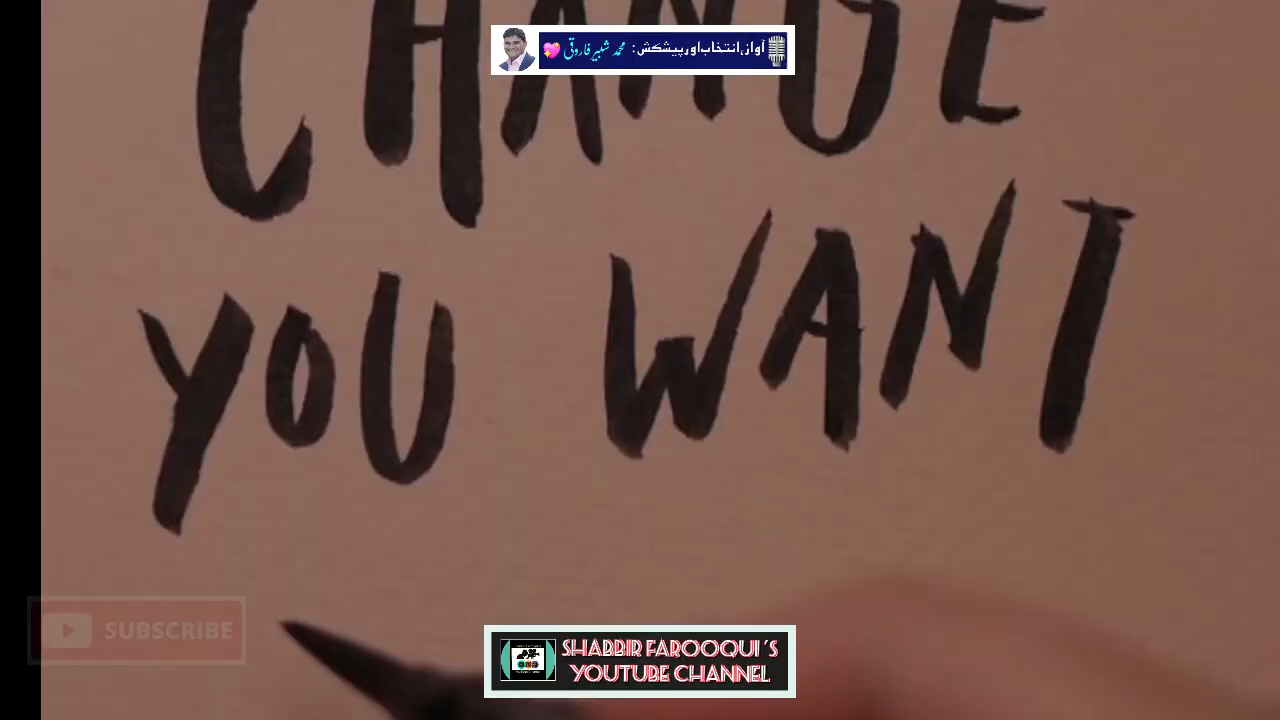 آواز،انتخاب اور پیشکش: محمد شبیر فاروقی
CHANGE
YOU WANT
SUBSCRIBE
SHABBIR FAROOQUI'S
YOUTUBE CHANNEL